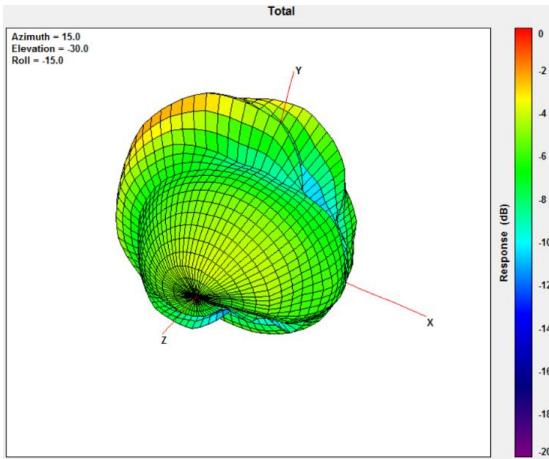 Total
Azimuth = 15.0
Elevation = -30.0
Roll = -15.0
Y
X
Z
0
-2
-4
-6
-8
-10
-12
-14
-16
-18
-20
Response (dB)